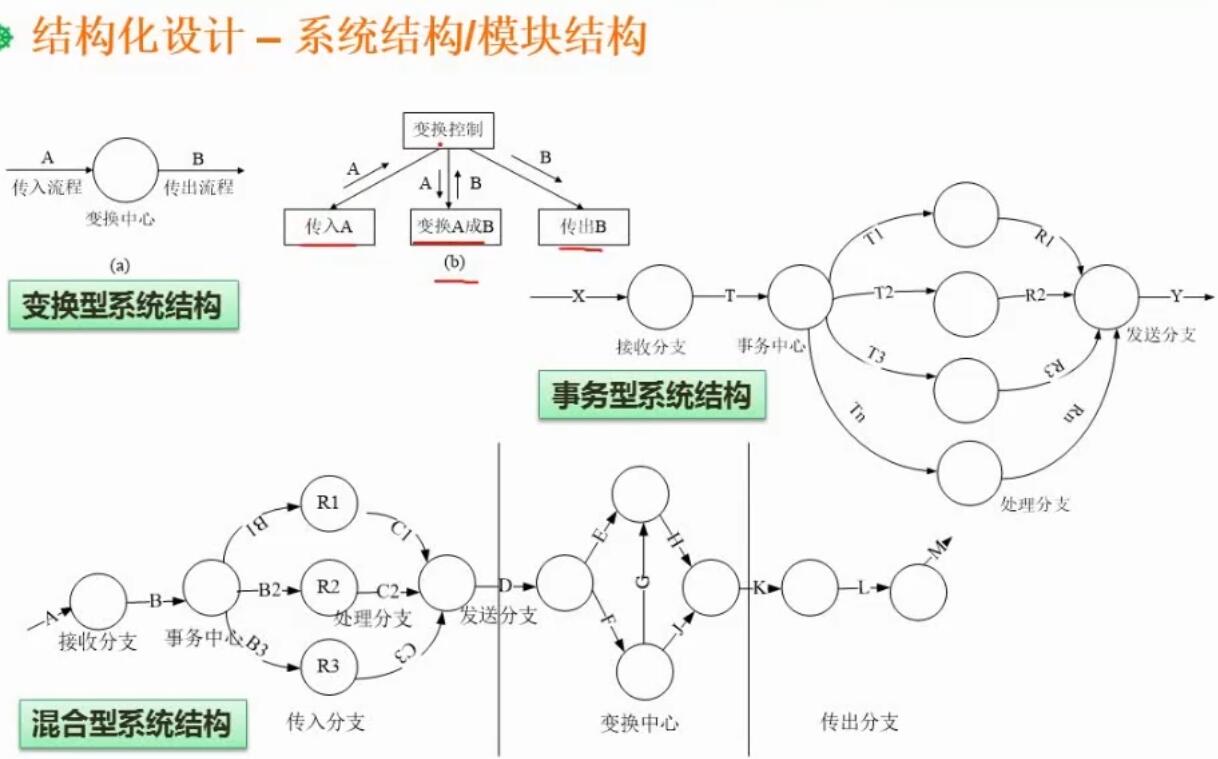 结构化设计 – 系统结构/模块结构
A
传入流程
B
传出流程
变换中心
(a)
变换型系统结构
变换控制
A
A
B
B
传入A
变换A成B
传出B
(b)
X
接收分支
T
事务中心
T1
T2
T3
Tn
R1
R2
R3
Rn
Y
发送分支
处理分支
事务型系统结构
A
接收分支
B
事务中心
B1
B2
B3
R1
R2
R3
处理分支
C1
C2
C3
发送分支
D
E
F
G
H
J
K
L
M
混合型系统结构
传入分支
变换中心
传出分支